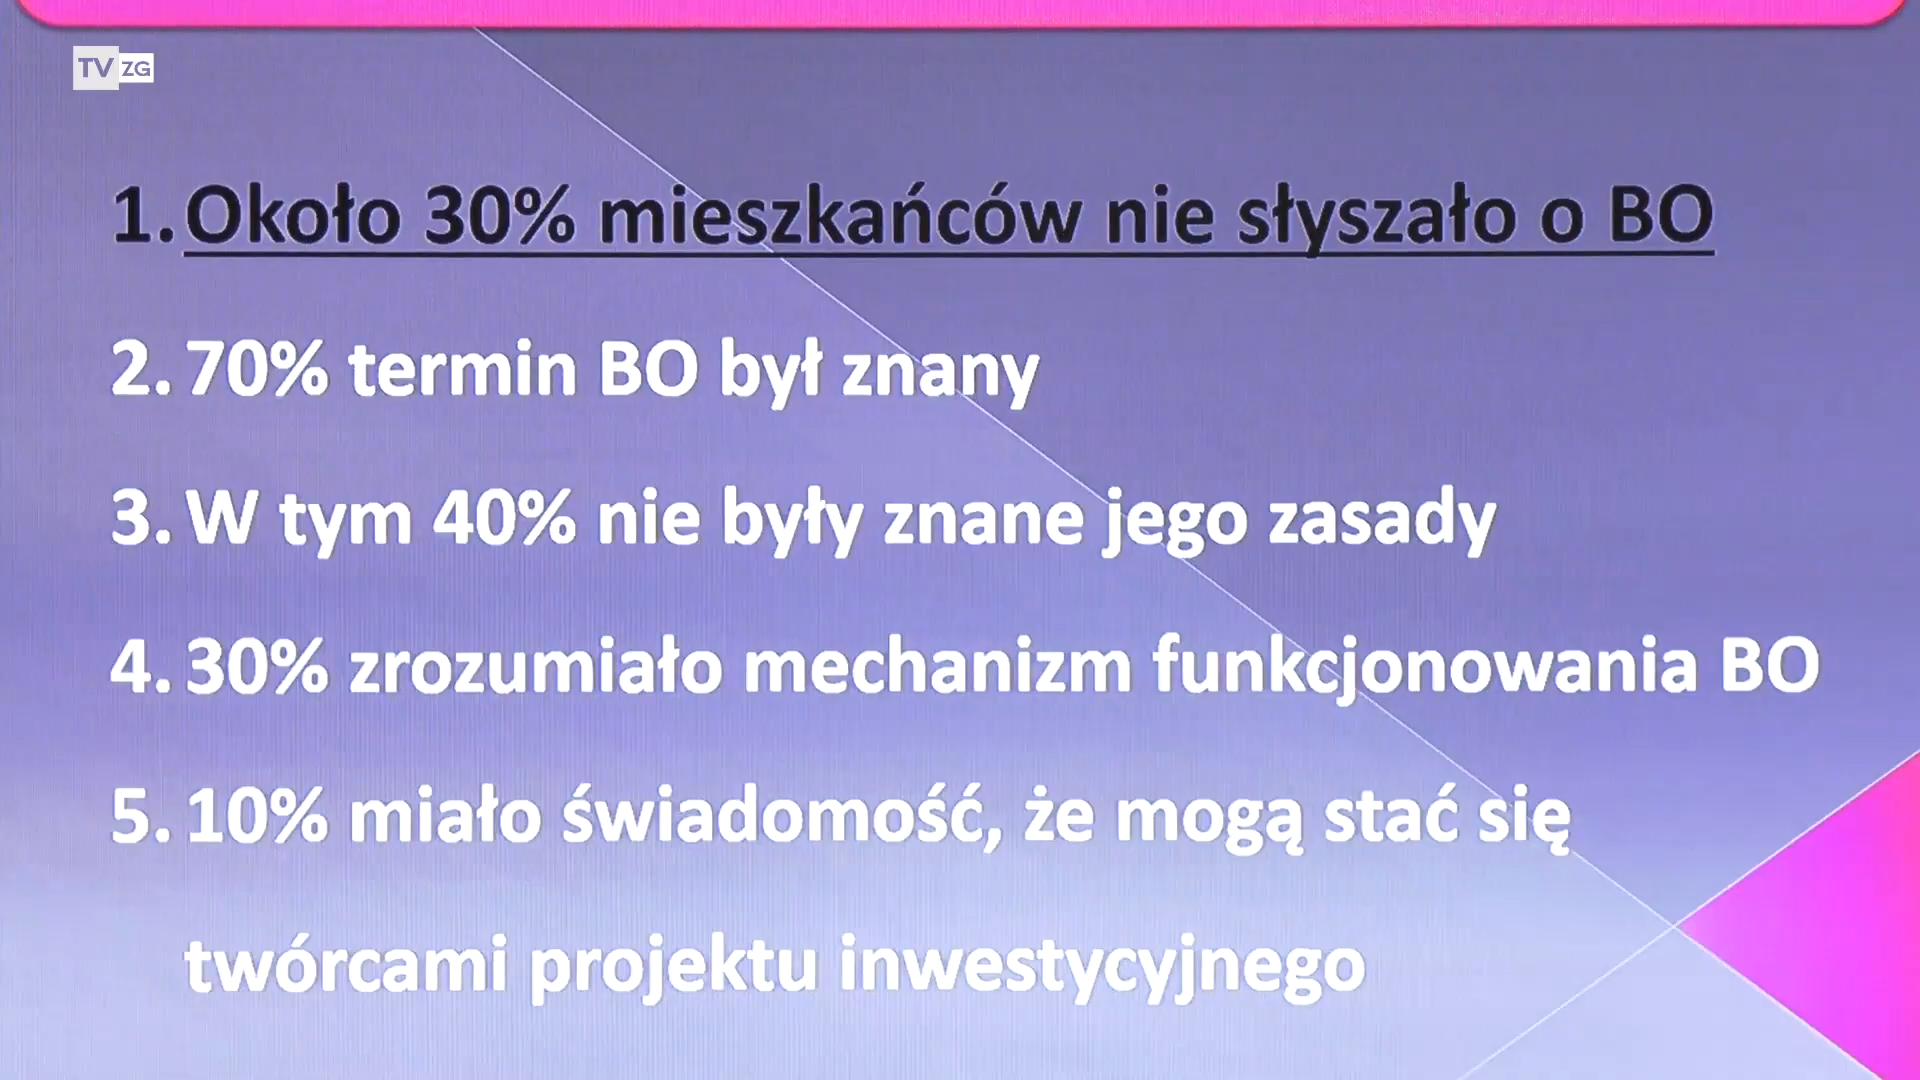 TV ZG
1. Około 30% mieszkańców nie słyszało o BO
2. 70% termin BO był znany
3. W tym 40% nie były znane jego zasady
4. 30% zrozumiało mechanizm funkcjonowania BO
5. 10% miało świadomość, że mogą stać się
twórcami projektu inwestycyjnego